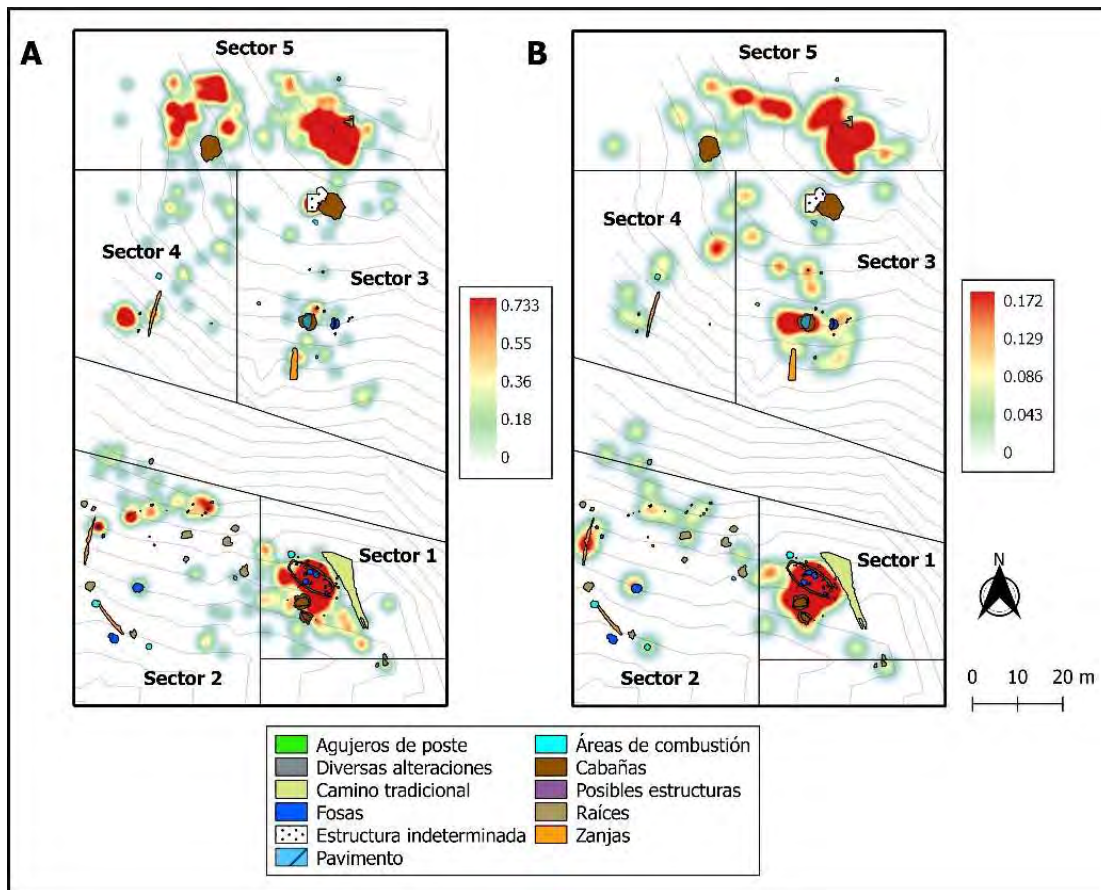 A
Sector 5
Sector 4
Sector 3
Sector 1
Sector 2
0.733
0.55
0.36
0.18
0
B
Sector 5
Sector 4
Sector 3
Sector 1
Sector 2
0.172
0.129
0.086
0.043
0
N
0 10 20 m
Agujeros de poste
Diversas alteraciones
Camino tradicional
Fosas
Estructura indeterminada
Pavimento
Áreas de combustión
Cabañas
Posibles estructuras
Raíces
Zanjas